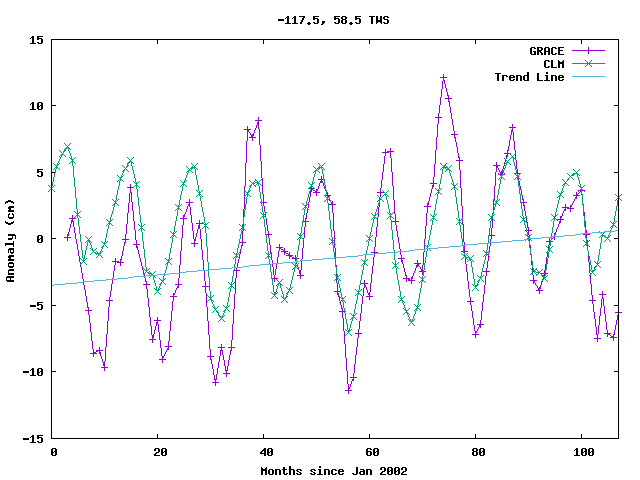 -117.5, 58.5 TWS
GRACE
CLM
Trend Line
15
10
5
0
-5
-10
-15
Anomaly (cm)
0 20 40 60 80 100
Months since Jan 2002